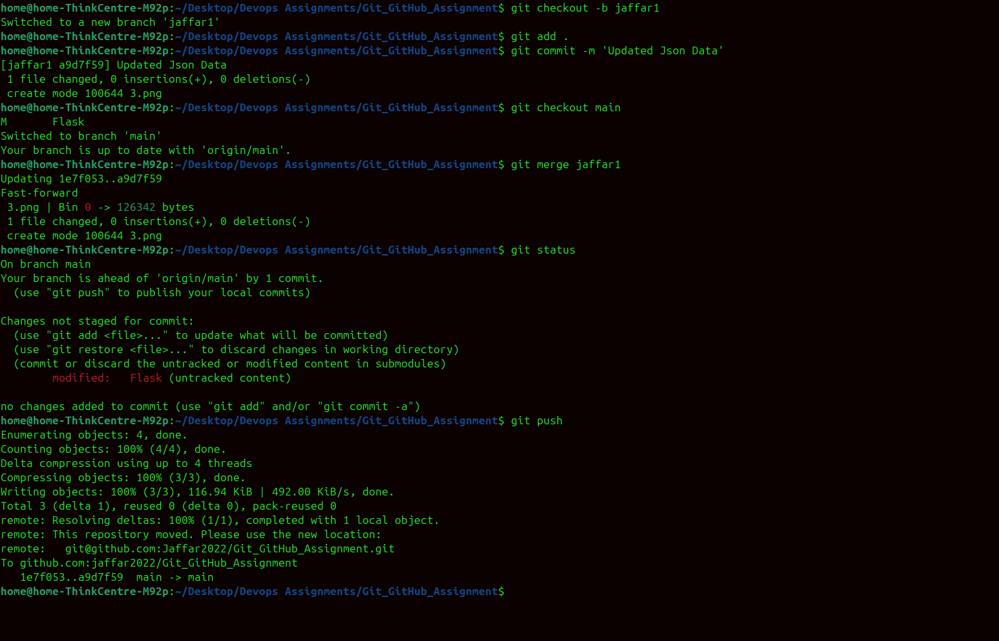 home@home-ThinkCentre-M92p:~/Desktop/Devops Assignments/Git_GitHub_Assignment$ git checkout -b jaffar1
Switched to a new branch 'jaffar1'
home@home-ThinkCentre-M92p:~/Desktop/Devops Assignments/Git_GitHub_Assignment$ git add .
home@home-ThinkCentre-M92p:~/Desktop/Devops Assignments/Git_GitHub_Assignment$ git commit -m 'Updated Json Data'
[jaffar1 a9d7f59] Updated Json Data
 1 file changed, 0 insertions(+), 0 deletions(-)
 create mode 100644 3.png
home@home-ThinkCentre-M92p:~/Desktop/Devops Assignments/Git_GitHub_Assignment$ git checkout main
M       Flask
Switched to branch 'main'
Your branch is up to date with 'origin/main'.
home@home-ThinkCentre-M92p:~/Desktop/Devops Assignments/Git_GitHub_Assignment$ git merge jaffar1
Updating 1e7f053..a9d7f59
Fast-forward
 3.png | Bin 0 -> 126342 bytes
 1 file changed, 0 insertions(+), 0 deletions(-)
 create mode 100644 3.png
home@home-ThinkCentre-M92p:~/Desktop/Devops Assignments/Git_GitHub_Assignment$ git status
On branch main
Your branch is ahead of 'origin/main' by 1 commit.
  (use "git push" to publish your local commits)

Changes not staged for commit:
  (use "git add <file>..." to update what will be committed)
  (use "git restore <file>..." to discard changes in working directory)
  (commit or discard the untracked or modified content in submodules)
        modified:   Flask (untracked content)

no changes added to commit (use "git add" and/or "git commit -a")
home@home-ThinkCentre-M92p:~/Desktop/Devops Assignments/Git_GitHub_Assignment$ git push
Enumerating objects: 4, done.
Counting objects: 100% (4/4), done.
Delta compression using up to 4 threads
Compressing objects: 100% (3/3), done.
Writing objects: 100% (3/3), 116.94 KiB | 492.00 KiB/s, done.
Total 3 (delta 1), reused 0 (delta 0), pack-reused 0
remote: Resolving deltas: 100% (1/1), completed with 1 local object.
remote: This repository moved. Please use the new location:
remote:   git@github.com:Jaffar2022/Git_GitHub_Assignment.git
To github.com:jaffar2022/Git_GitHub_Assignment
   1e7f053..a9d7f59  main -> main
home@home-ThinkCentre-M92p:~/Desktop/Devops Assignments/Git_GitHub_Assignment$